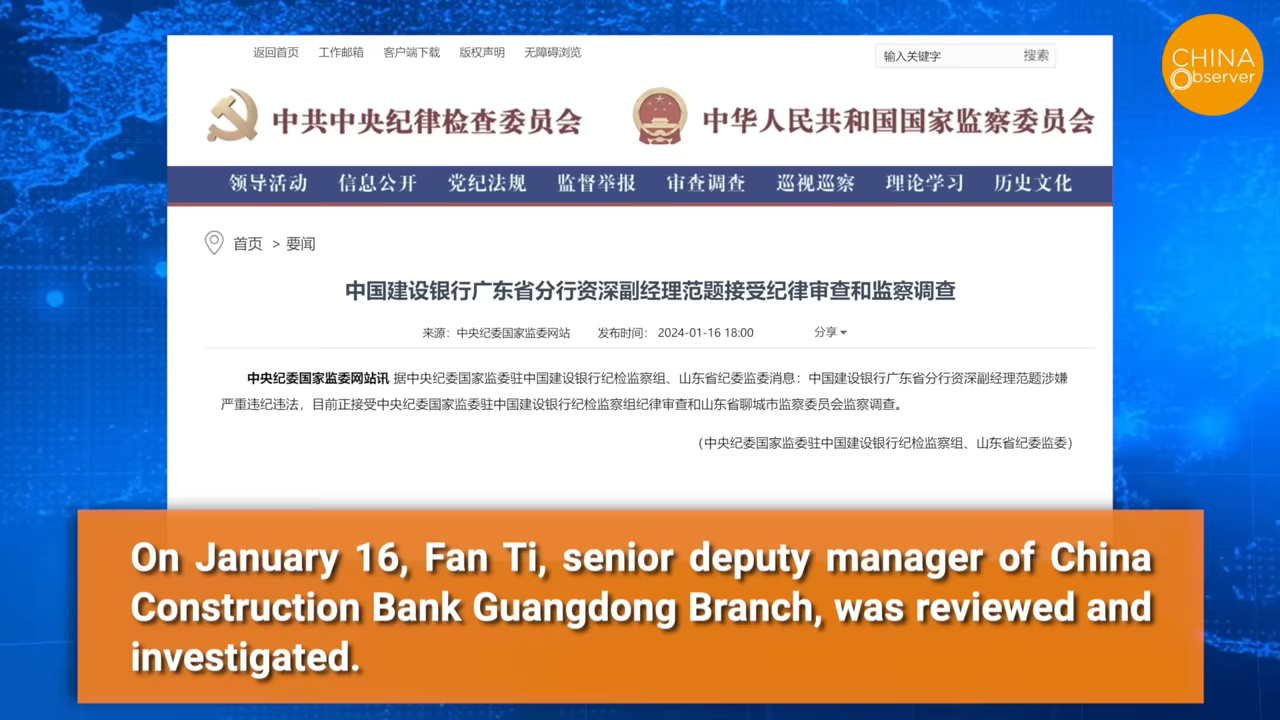 返回首页 工作邮箱 客户端下载 版权声明 无障碍浏览
输入关键字 搜索
CHINA
Observer
中共中央纪律检查委员会 中华人民共和国国家监察委员会
领导活动 信息公开 党纪法规 监督举报 审查调查 巡视巡察 理论学习 历史文化
首页 > 要闻
中国建设银行广东省分行资深副经理范题接受纪律审查和监察调查
来源：中央纪委国家监委网站 发布时间： 2024-01-16 18:00 分享
中央纪委国家监委网站讯 据中央纪委国家监委驻中国建设银行纪检监察组、山东省纪委监委消息：中国建设银行广东省分行资深副经理范题涉嫌
严重违纪违法，目前正接受中央纪委国家监委驻中国建设银行纪检监察组纪律审查和山东省聊城市监察委员会监察调查。
（中央纪委国家监委驻中国建设银行纪检监察组、山东省纪委监委）
On January 16, Fan Ti, senior deputy manager of China
Construction Bank Guangdong Branch, was reviewed and
investigated.